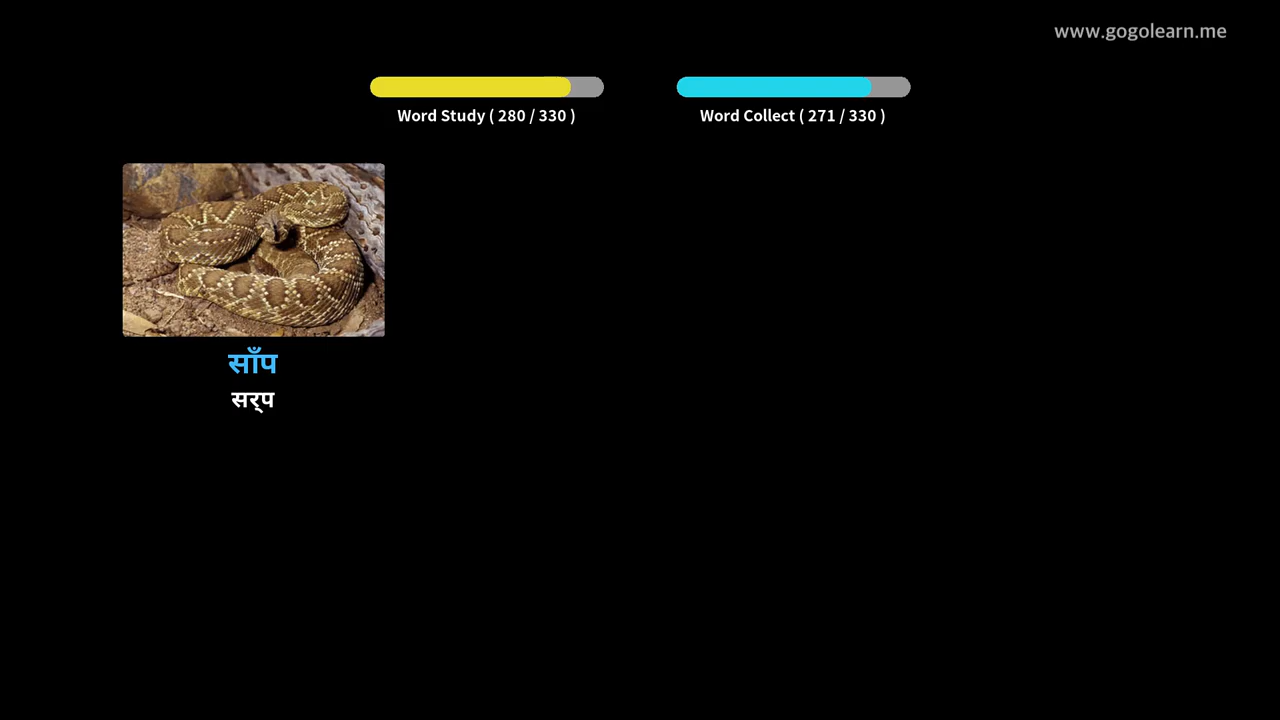 www.gogolearn.me
Word Study ( 280 / 330 )
Word Collect ( 271 / 330 )
साँप
सर्‍प